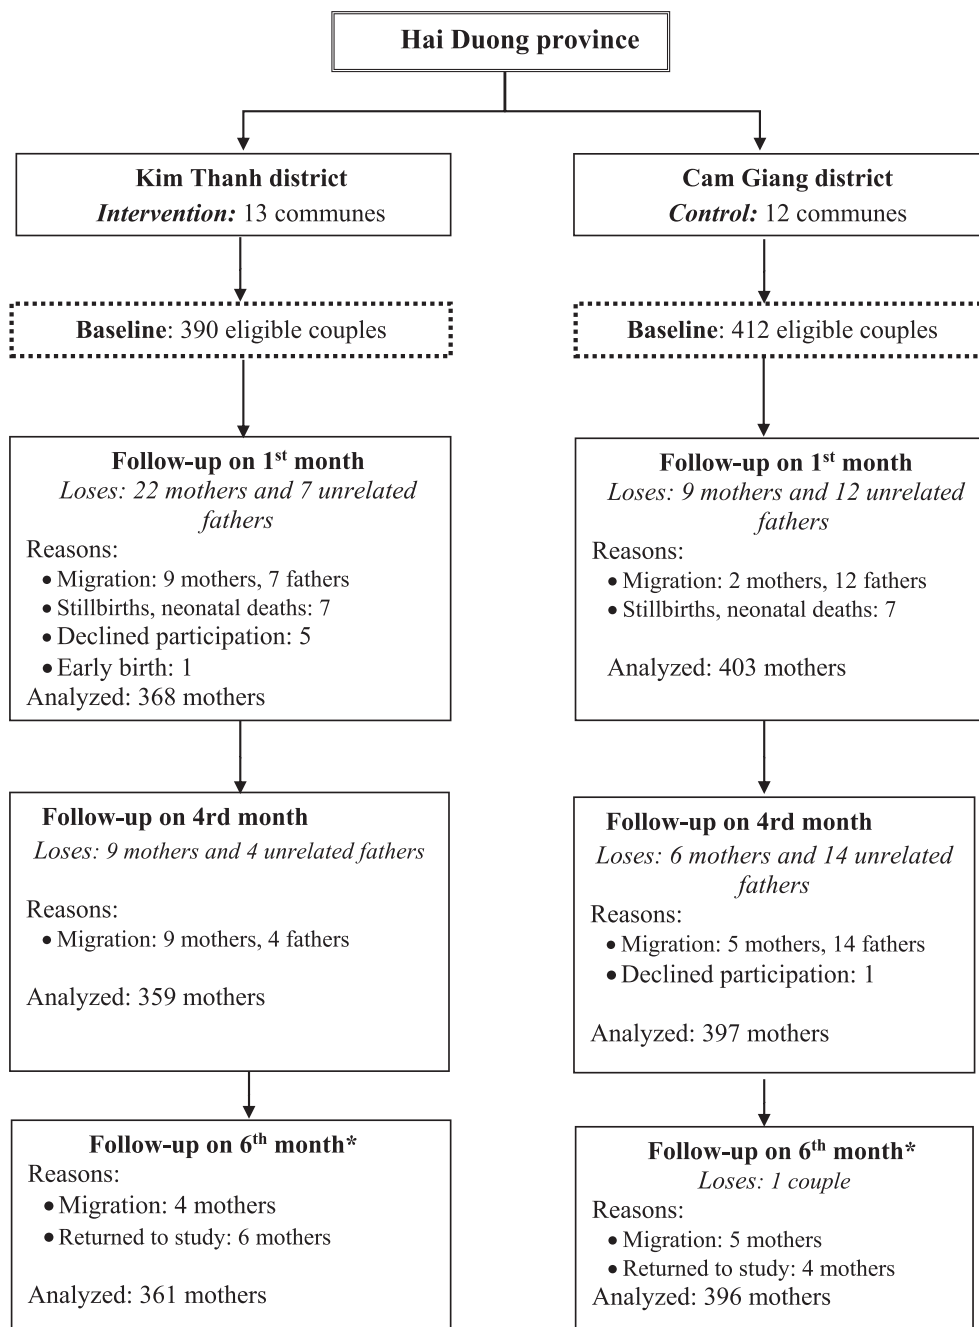 Hai Duong province
Kim Thanh district
Intervention: 13 communes
Cam Giang district
Control: 12 communes
Baseline: 390 eligible couples
Baseline: 412 eligible couples
Follow-up on 1st month
Loses: 22 mothers and 7 unrelated
fathers
Reasons:
• Migration: 9 mothers, 7 fathers
• Stillbirths, neonatal deaths: 7
• Declined participation: 5
• Early birth: 1
Analyzed: 368 mothers
Follow-up on 1st month
Loses: 9 mothers and 12 unrelated
fathers
Reasons:
• Migration: 2 mothers, 12 fathers
• Stillbirths, neonatal deaths: 7
Analyzed: 403 mothers
Follow-up on 4rd month
Loses: 9 mothers and 4 unrelated fathers
Reasons:
• Migration: 9 mothers, 4 fathers
Analyzed: 359 mothers
Follow-up on 4rd month
Loses: 6 mothers and 14 unrelated
fathers
Reasons:
• Migration: 5 mothers, 14 fathers
• Declined participation: 1
Analyzed: 397 mothers
Follow-up on 6th month*
Reasons:
• Migration: 4 mothers
• Returned to study: 6 mothers
Analyzed: 361 mothers
Follow-up on 6th month*
Loses: 1 couple
Reasons:
• Migration: 5 mothers
• Returned to study: 4 mothers
Analyzed: 396 mothers